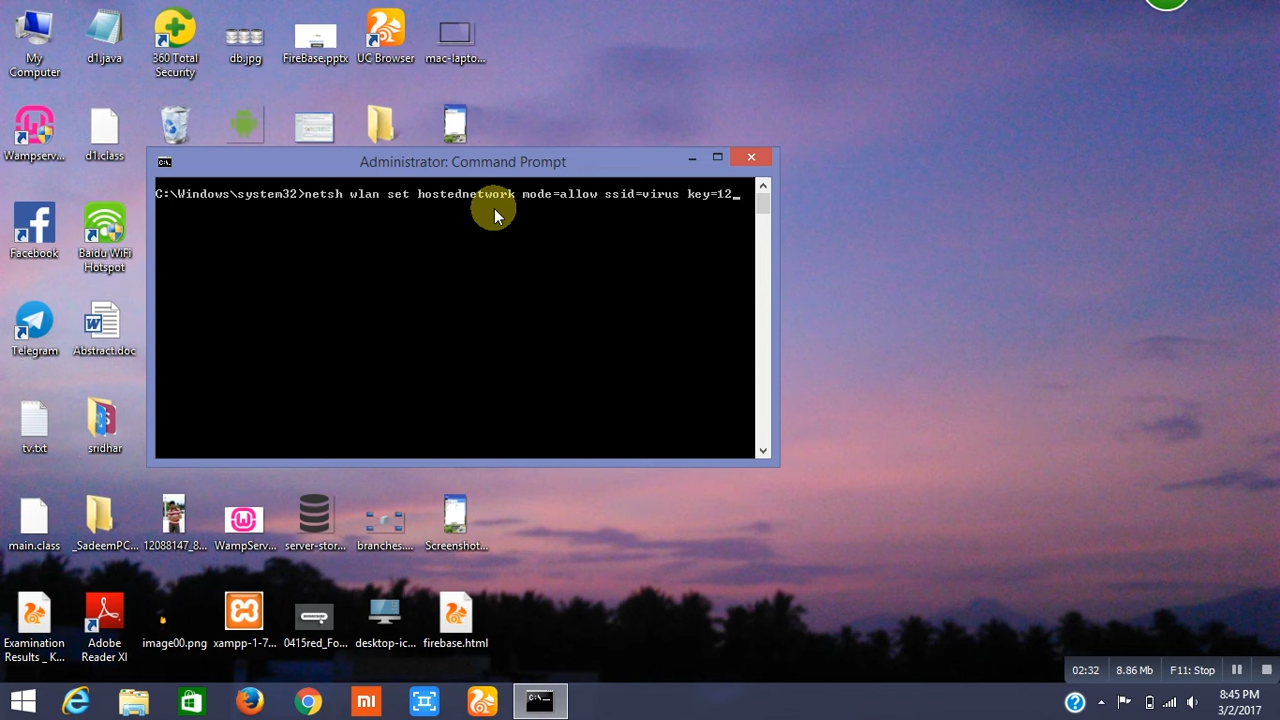 My Computer
d1.java
360 Total Security
db.jpg
FireBase.pptx
UC Browser
mac-lapto...
Wampserv...
d1.class
Administrator: Command Prompt
C:\Windows\system32>netsh wlan set hostednetwork mode=allow ssid=virus key=12_
Facebook
Baidu WiFi Hotspot
Telegram
Abstract.doc
tv.txt
sridhar
main.class
_SadeemPC...
12088147_8...
WampServ...
server-stor...
branches....
Screenshot...
Examination Results _ K...
Adobe Reader XI
image00.png
xampp-1-7...
0415red_Fo...
desktop-ic...
firebase.html
02:32
8.86 Mb
F11: Stop
8:45 PM
3/2/2017